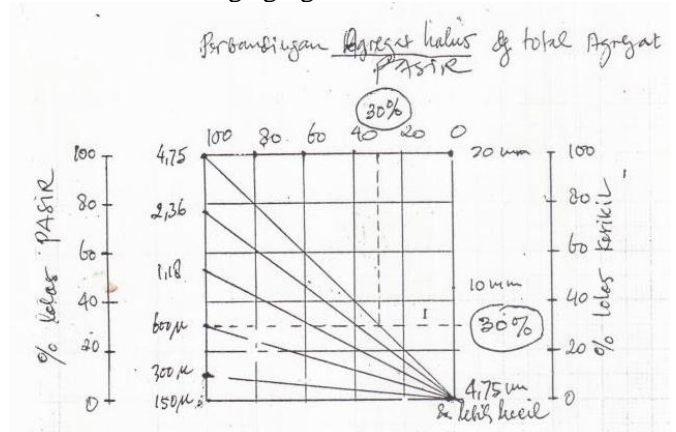 Perbandingan Agregat halus dg total Agregat
PASIR
30%
100 80 60 40 20 0
100 4,75 20 mm 100
80 2,36 80
% lolos PASIR
60 60
1,18
40 10 mm 40
% lolos kerikil
600μ 30%
20 20
300μ
0 150μ 4,75 mm 0
& lebih kecil